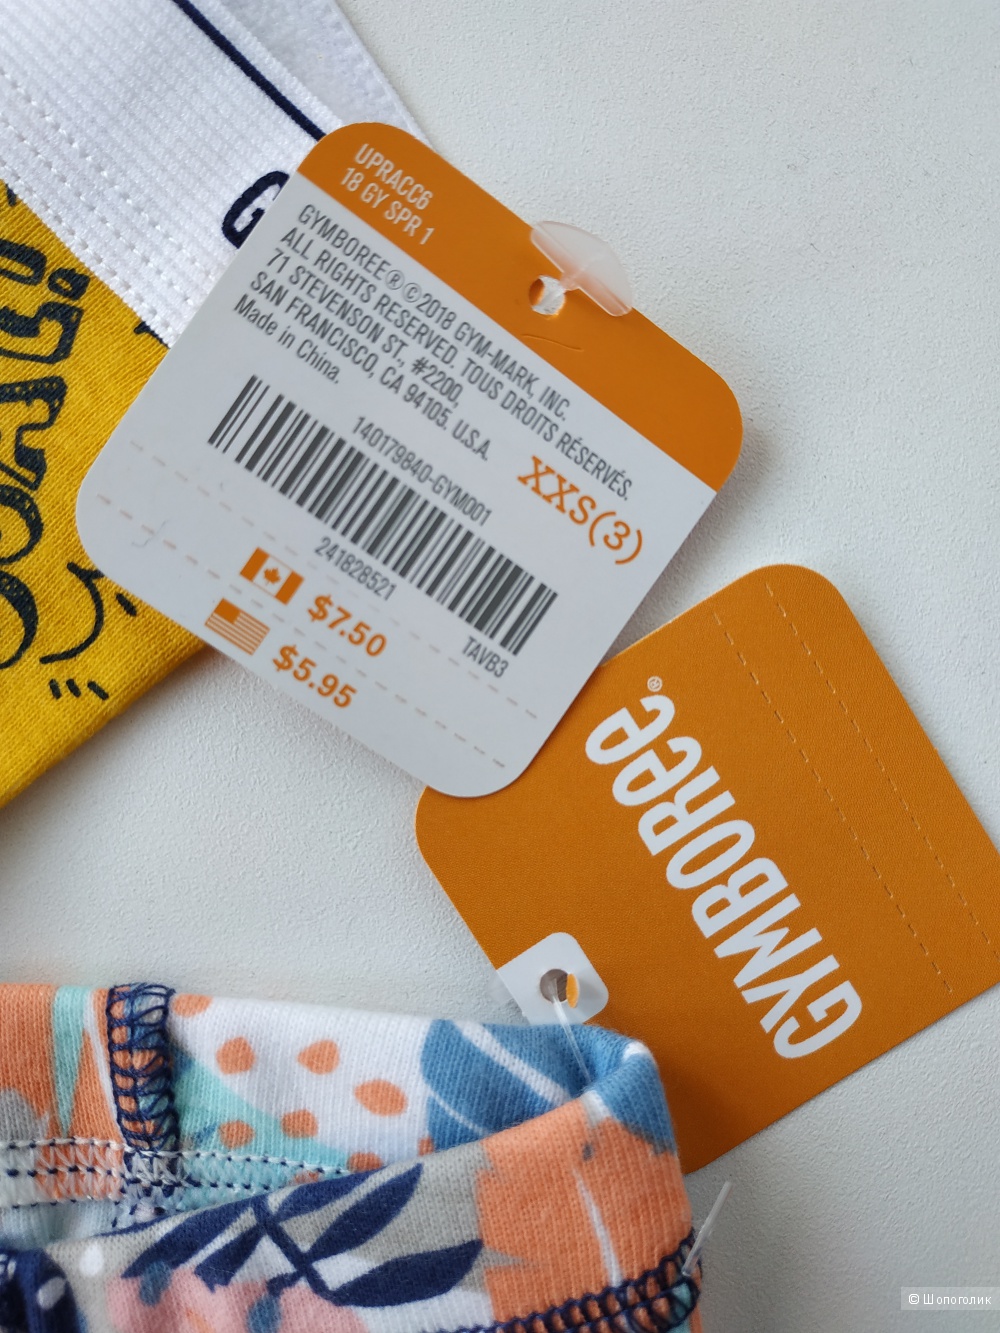 UPRACC6
18 GY SPR 1
GYMBOREE®©2018 GYM-MARK, INC.
ALL RIGHTS RESERVED. TOUS DROITS RÉSERVÉS.
71 STEVENSON ST., #2200,
SAN FRANCISCO, CA 94105. U.S.A.
Made in China.
XXS(3)
140179840-GYM001
241828521
TAVB3
$7.50
$5.95
G
GYMBOREE®
© Шопоголик